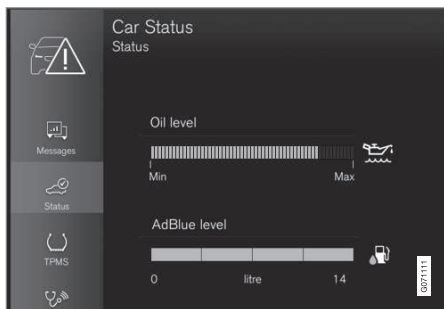 Car Status
Status
Messages
Status
TPMS
Oil level
Min Max
AdBlue level
0 litre 14
G071111